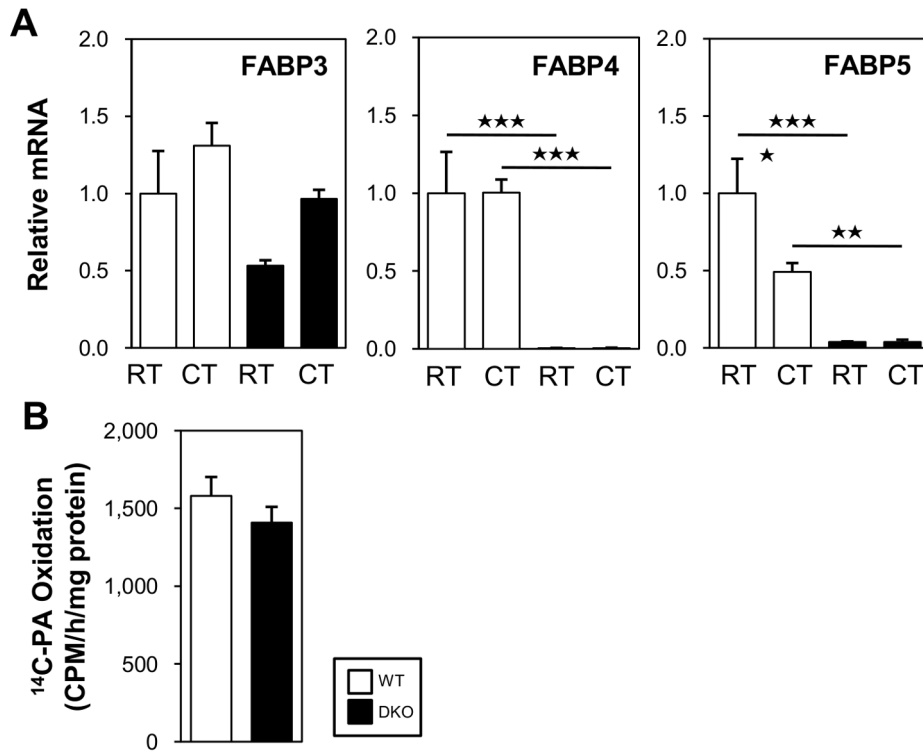 A
Relative mRNA
2.0
1.5
1.0
0.5
0.0
FABP3
RT CT RT CT
2.0
1.5
1.0
0.5
0.0
FABP4
★★★
★★★
RT CT RT CT
2.0
1.5
1.0
0.5
0.0
FABP5
★★★
★
★★
RT CT RT CT
B
¹⁴C-PA Oxidation
(CPM/h/mg protein)
2,000
1,500
1,000
500
0
WT
DKO